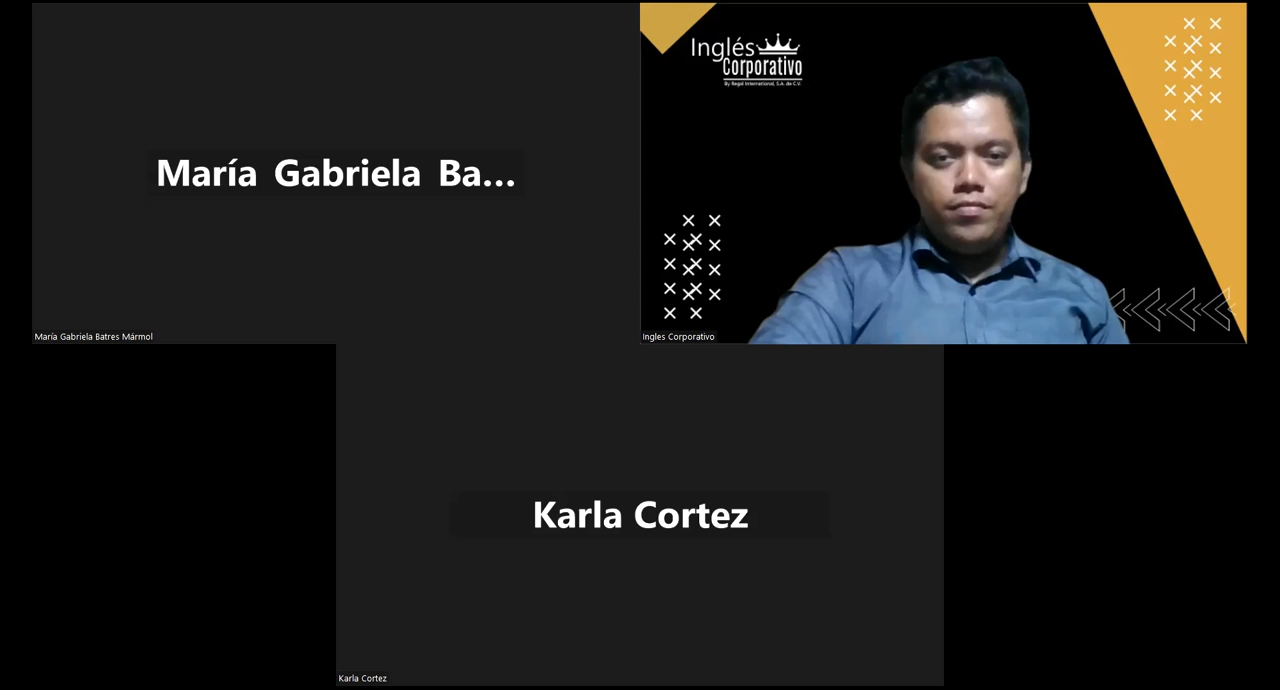 María Gabriela Ba...
María Gabriela Batres Mármol
Inglés
Corporativo
By Regal International, S.A. de C.V.
Ingles Corporativo
Karla Cortez
Karla Cortez